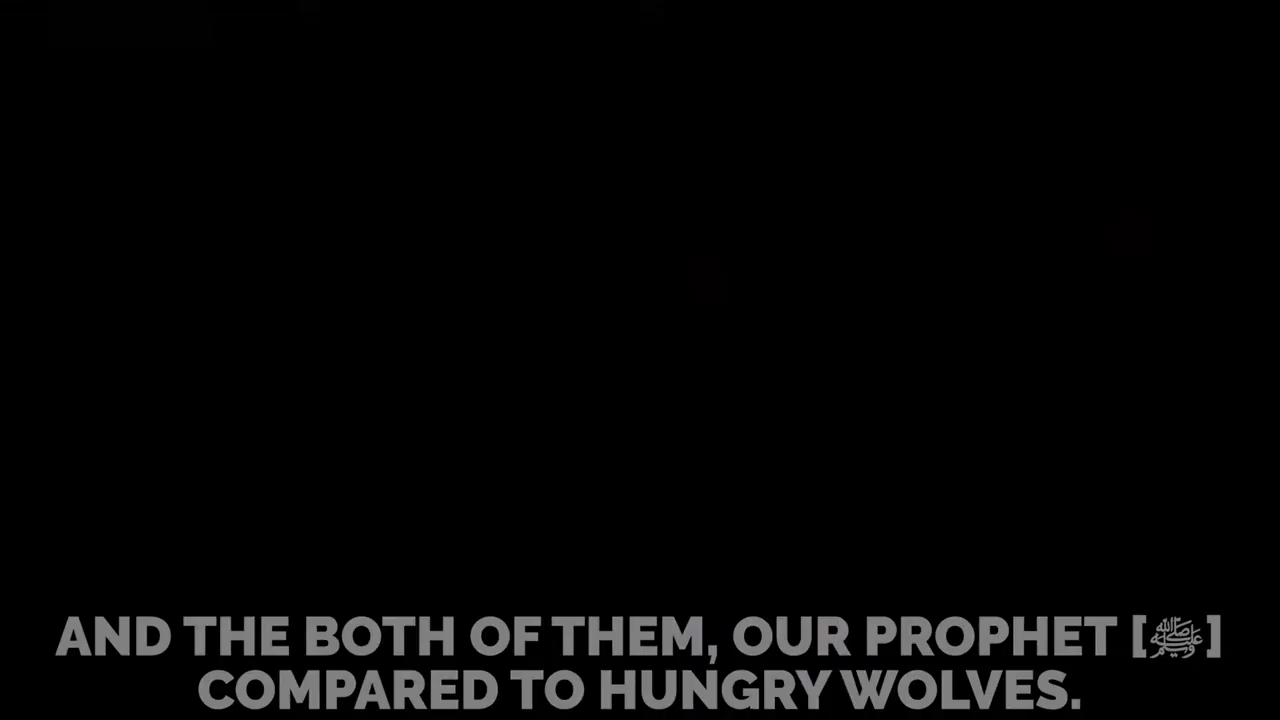 AND THE BOTH OF THEM, OUR PROPHET [ﷺ]
COMPARED TO HUNGRY WOLVES.